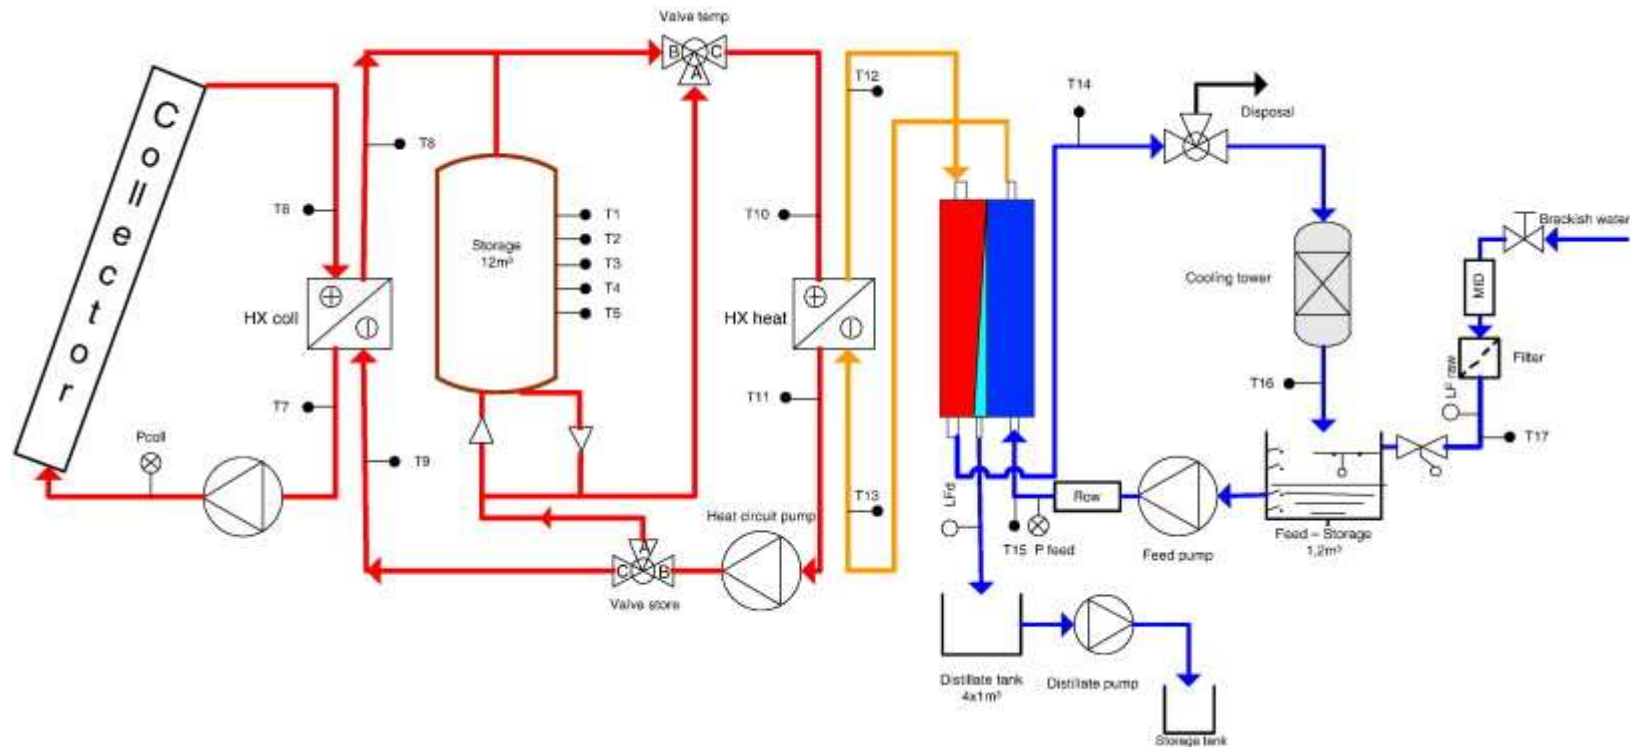 Valve temp
B
C
A
T12
T14
Disposal
Collector
T8
T6
T1
T2
T3
T4
T5
Storage
12m³
T10
Brackish water
Cooling tower
MID
HX coll
HX heat
Filter
LF raw
T16
T7
T11
T17
Pcoll
T9
T13
LFd
Flow
Heat circuit pump
T15
P feed
Feed pump
Feed - Storage
1,2m³
A
C
B
Valve store
Distillate tank
4x1m³
Distillate pump
Storage tank